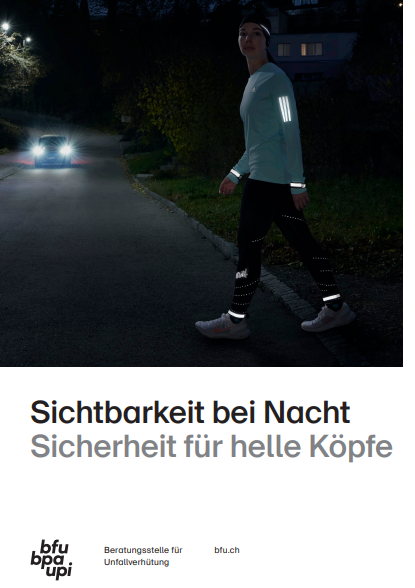 Sichtbarkeit bei Nacht
Sicherheit für helle Köpfe
bfu
bpa
upi
Beratungsstelle für
Unfallverhütung
bfu.ch